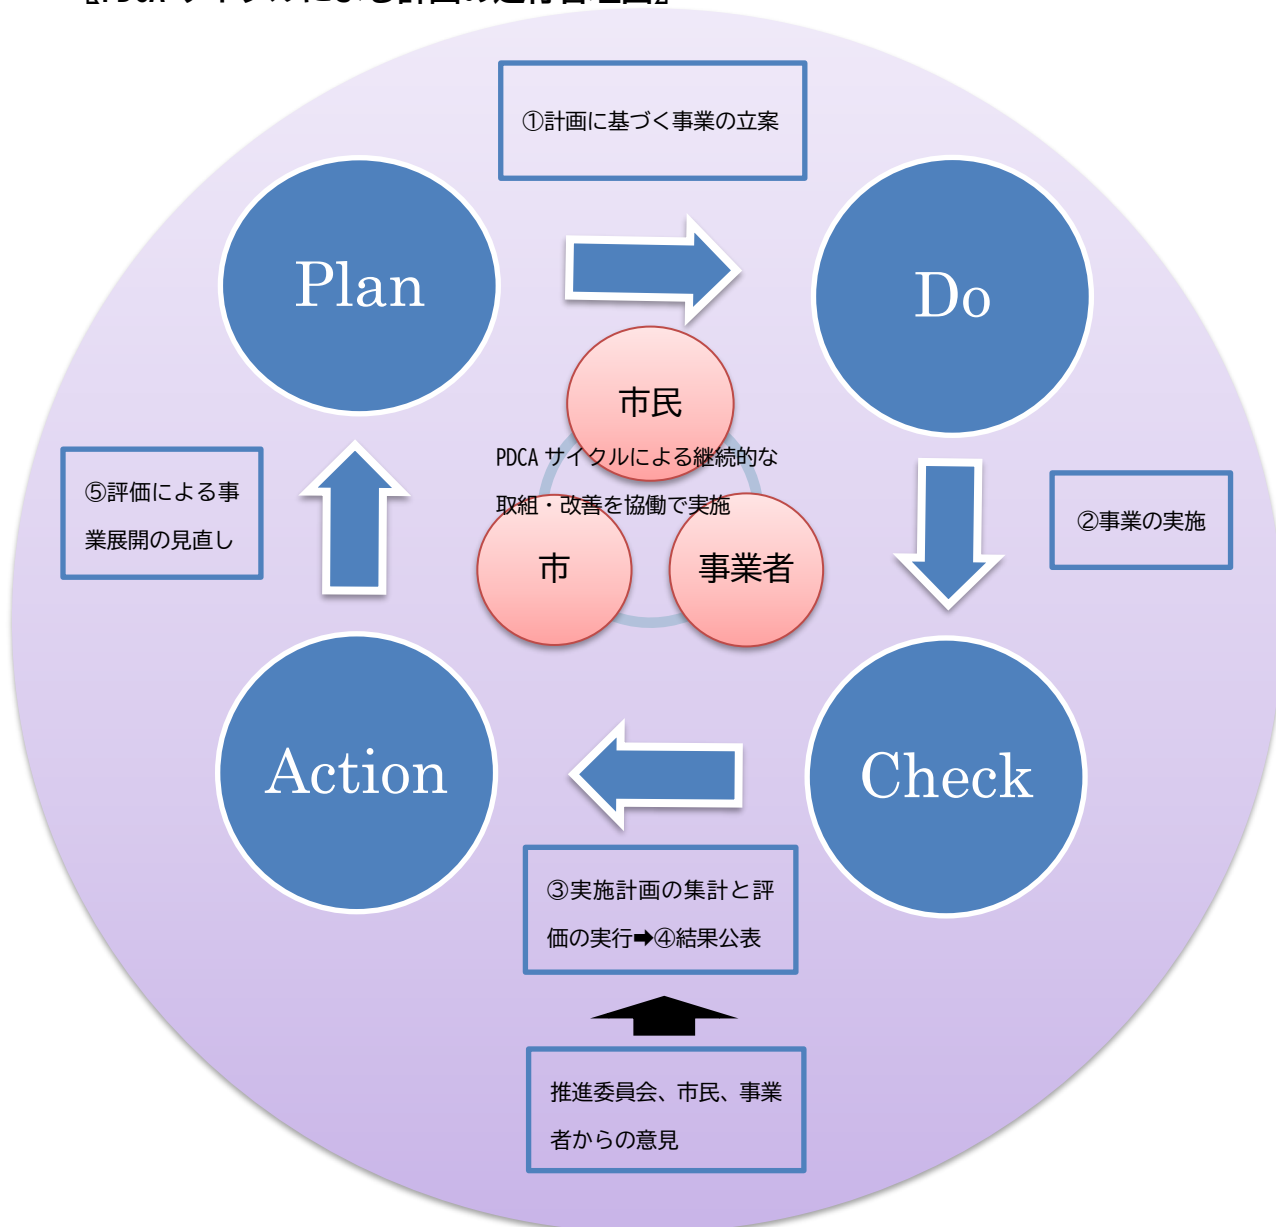 ①計画に基づく事業の立案
Plan
Do
市民
PDCA サイクルによる継続的な
取組・改善を協働で実施
⑤評価による事
業展開の見直し
②事業の実施
市
事業者
Action
Check
③実施計画の集計と評
価の実行➡④結果公表
推進委員会、市民、事業
者からの意見